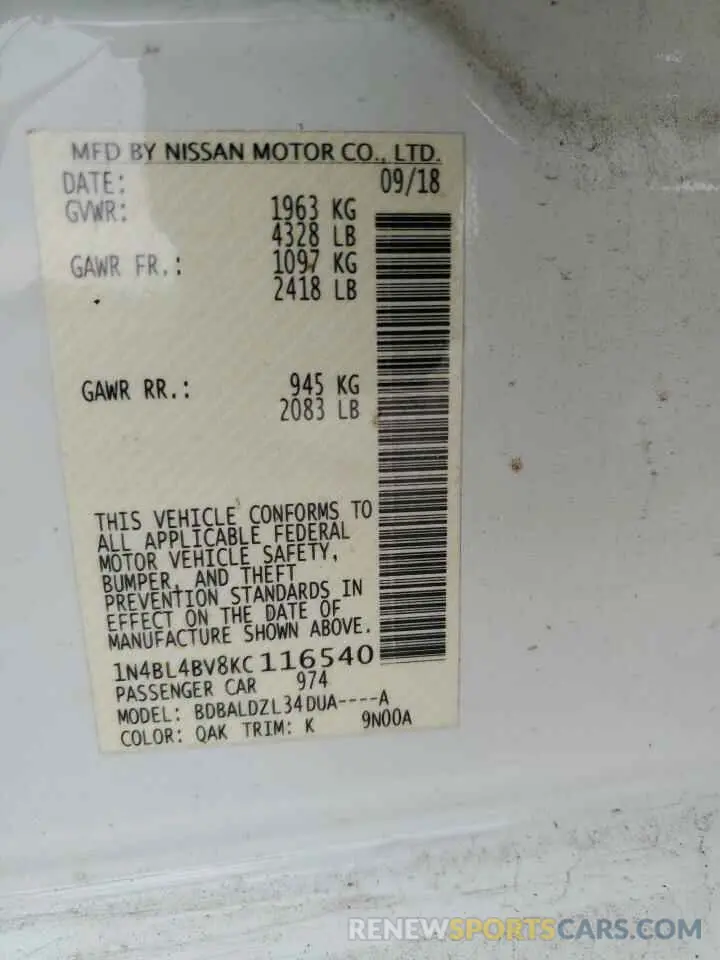 MFD BY NISSAN MOTOR CO., LTD.
DATE: 09/18
GVWR: 1963 KG
4328 LB
GAWR FR.: 1097 KG
2418 LB
GAWR RR.: 945 KG
2083 LB
THIS VEHICLE CONFORMS TO
ALL APPLICABLE FEDERAL
MOTOR VEHICLE SAFETY,
BUMPER, AND THEFT
PREVENTION STANDARDS IN
EFFECT ON THE DATE OF
MANUFACTURE SHOWN ABOVE.
1N4BL4BV8KC116540
PASSENGER CAR 974
MODEL: BDBALDZL34DUA----A
COLOR: QAK TRIM: K 9N00A
RENEWSPORTSCARS.COM